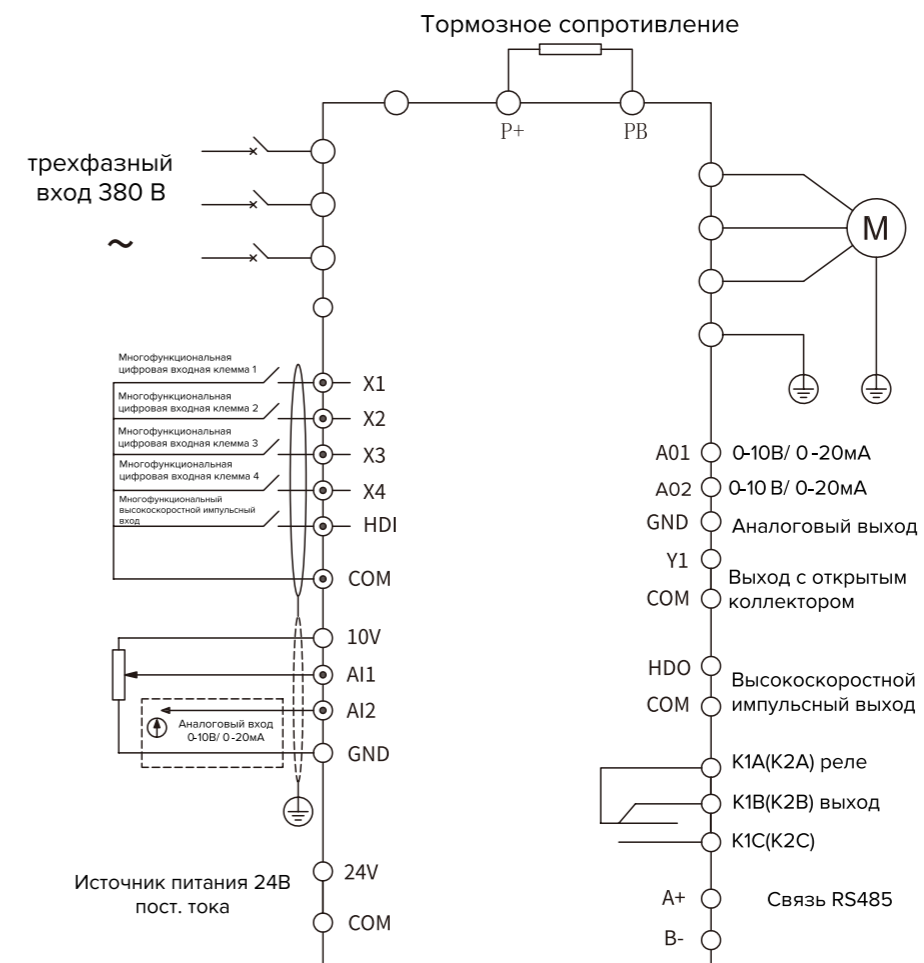 Тормозное сопротивление
P+
PB
трехфазный
вход 380 В
~
M
Многофункциональная
цифровая входная клемма 1
X1
Многофункциональная
цифровая входная клемма 2
X2
Многофункциональная
цифровая входная клемма 3
X3
Многофункциональная
цифровая входная клемма 4
X4
Многофункциональный
высокоскоростной импульсный
вход
HDI
COM
10V
AI1
AI2
Аналоговый вход
0-10В/ 0-20мА
GND
Источник питания 24В
пост. тока
24V
COM
A01 0-10В/ 0-20мА
A02 0-10 В/ 0-20мА
GND Аналоговый выход
Y1
COM
Выход с открытым
коллектором
HDO
COM
Высокоскоростной
импульсный выход
K1A(K2A) реле
K1B(K2B) выход
K1C(K2C)
A+ Связь RS485
B-